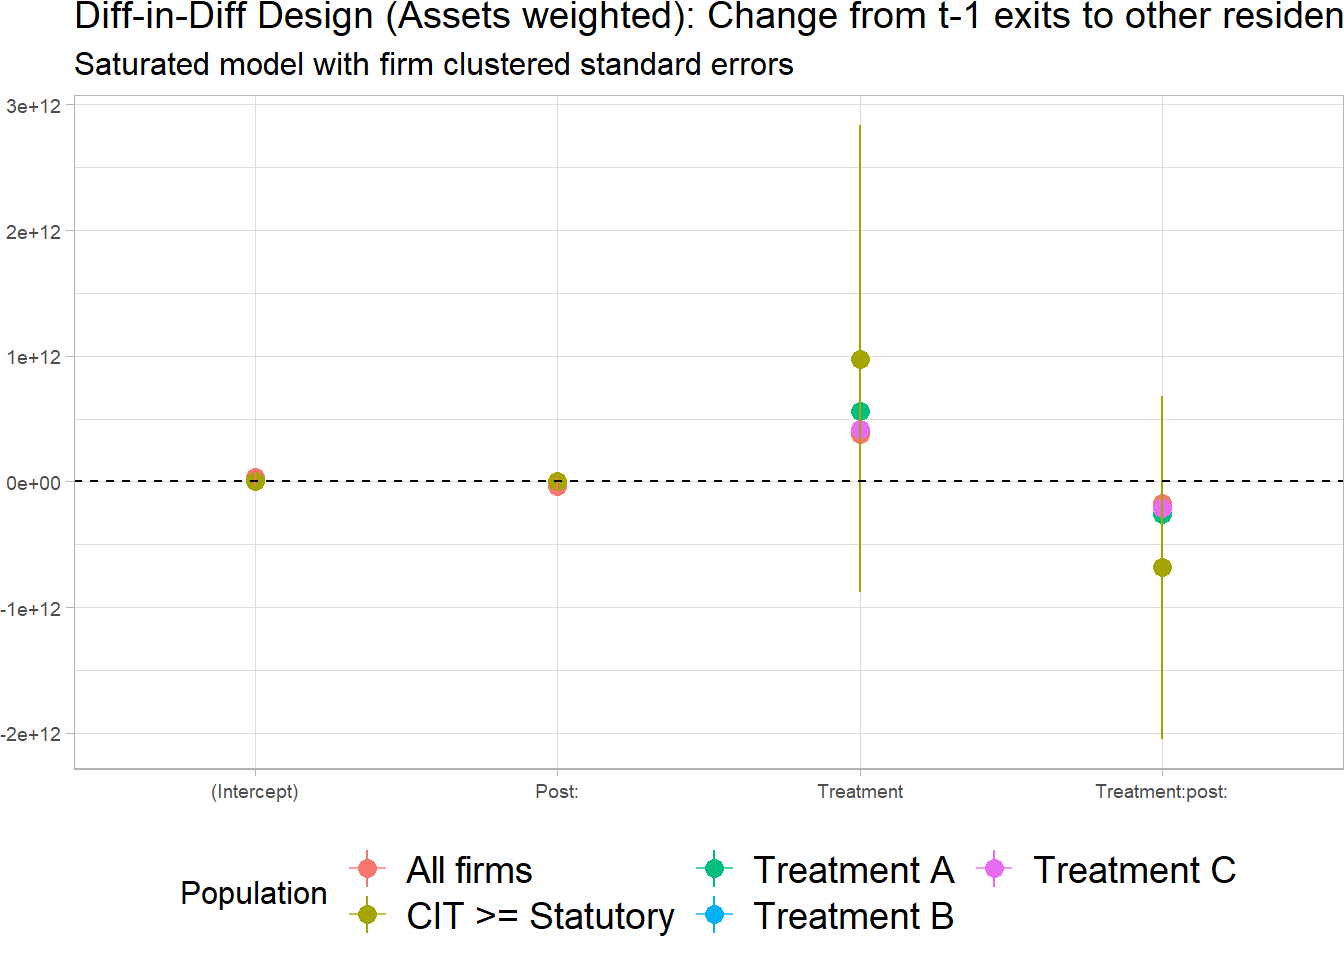 Diff-in-Diff Design (Assets weighted): Change from t-1 exits to other residen
Saturated model with firm clustered standard errors
3e+12
2e+12
1e+12
0e+00
-1e+12
-2e+12
(Intercept)
Post:
Treatment
Treatment:post:
Population
All firms
CIT >= Statutory
Treatment A
Treatment B
Treatment C